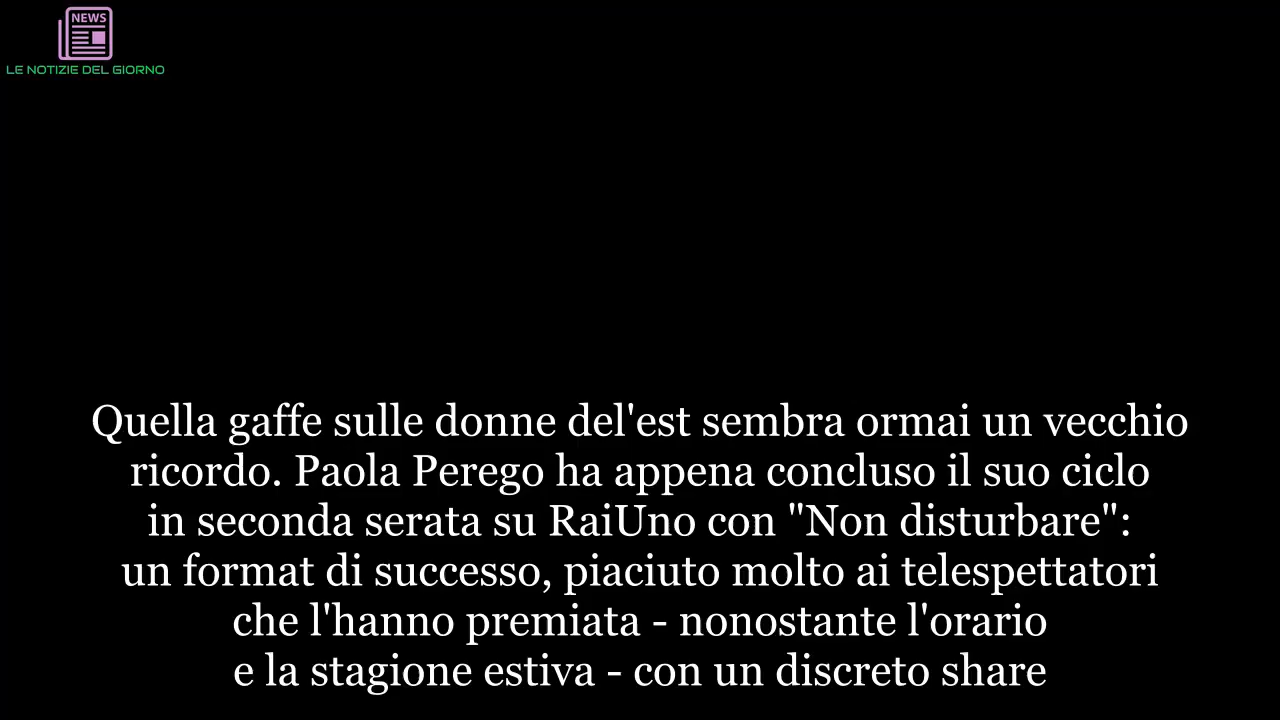 NEWS
LE NOTIZIE DEL GIORNO
Quella gaffe sulle donne del'est sembra ormai un vecchio
ricordo. Paola Perego ha appena concluso il suo ciclo
in seconda serata su RaiUno con "Non disturbare":
un format di successo, piaciuto molto ai telespettatori
che l'hanno premiata - nonostante l'orario
e la stagione estiva - con un discreto share